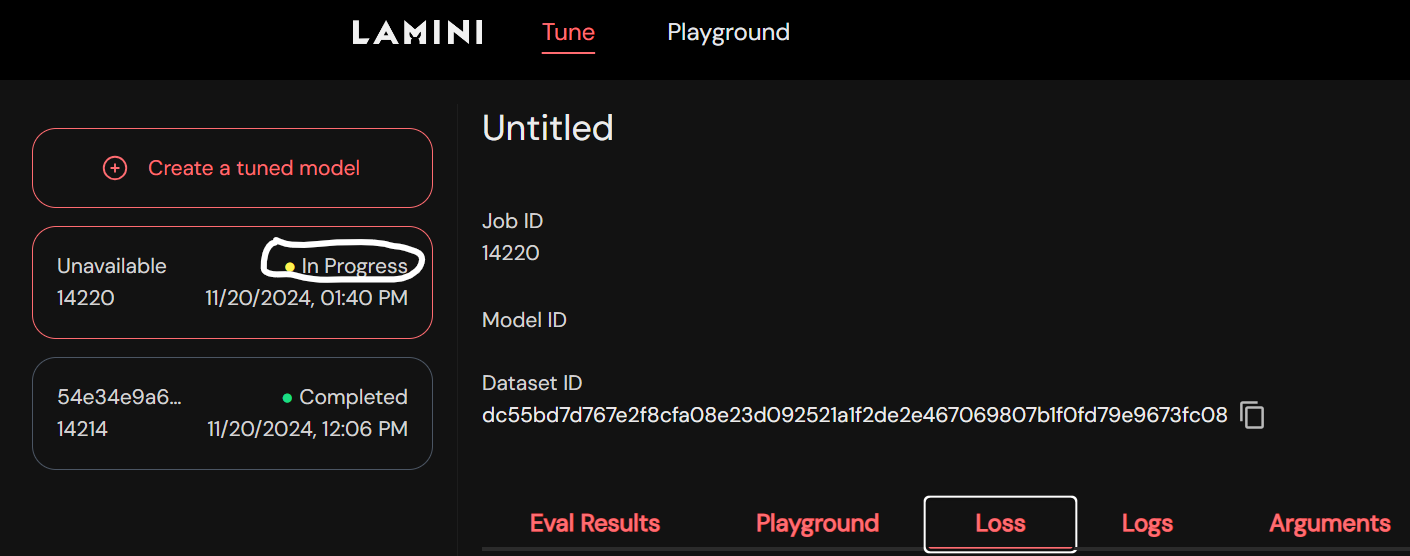 LAMINI Tune Playground
Create a tuned model
Unavailable In Progress
14220 11/20/2024, 01:40 PM
54e34e9a6... Completed
14214 11/20/2024, 12:06 PM
Untitled
Job ID
14220
Model ID
Dataset ID
dc55bd7d767e2f8cfa08e23d092521a1f2de2e467069807b1f0fd79e9673fc08
Eval Results Playground Loss Logs Arguments